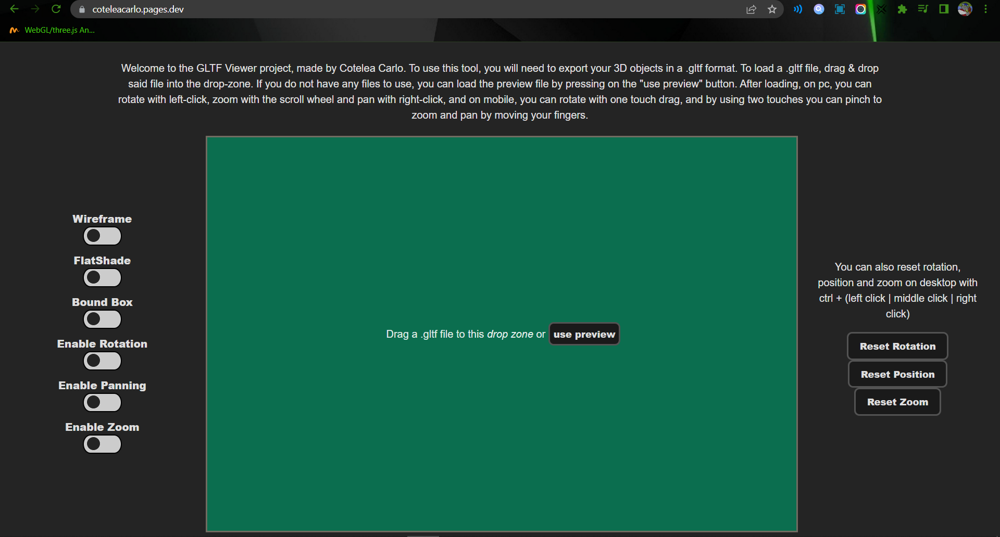 coteleacarlo.pages.dev
WebGL/three.js An...
Welcome to the GLTF Viewer project, made by Cotelea Carlo. To use this tool, you will need to export your 3D objects in a .gltf format. To load a .gltf file, drag & drop
said file into the drop-zone. If you do not have any files to use, you can load the preview file by pressing on the "use preview" button. After loading, on pc, you can
rotate with left-click, zoom with the scroll wheel and pan with right-click, and on mobile, you can rotate with one touch drag, and by using two touches you can pinch to
zoom and pan by moving your fingers.
Wireframe
FlatShade
Bound Box
Enable Rotation
Enable Panning
Enable Zoom
Drag a .gltf file to this drop zone or use preview
You can also reset rotation,
position and zoom on desktop with
ctrl + (left click | middle click | right
click)
Reset Rotation
Reset Position
Reset Zoom